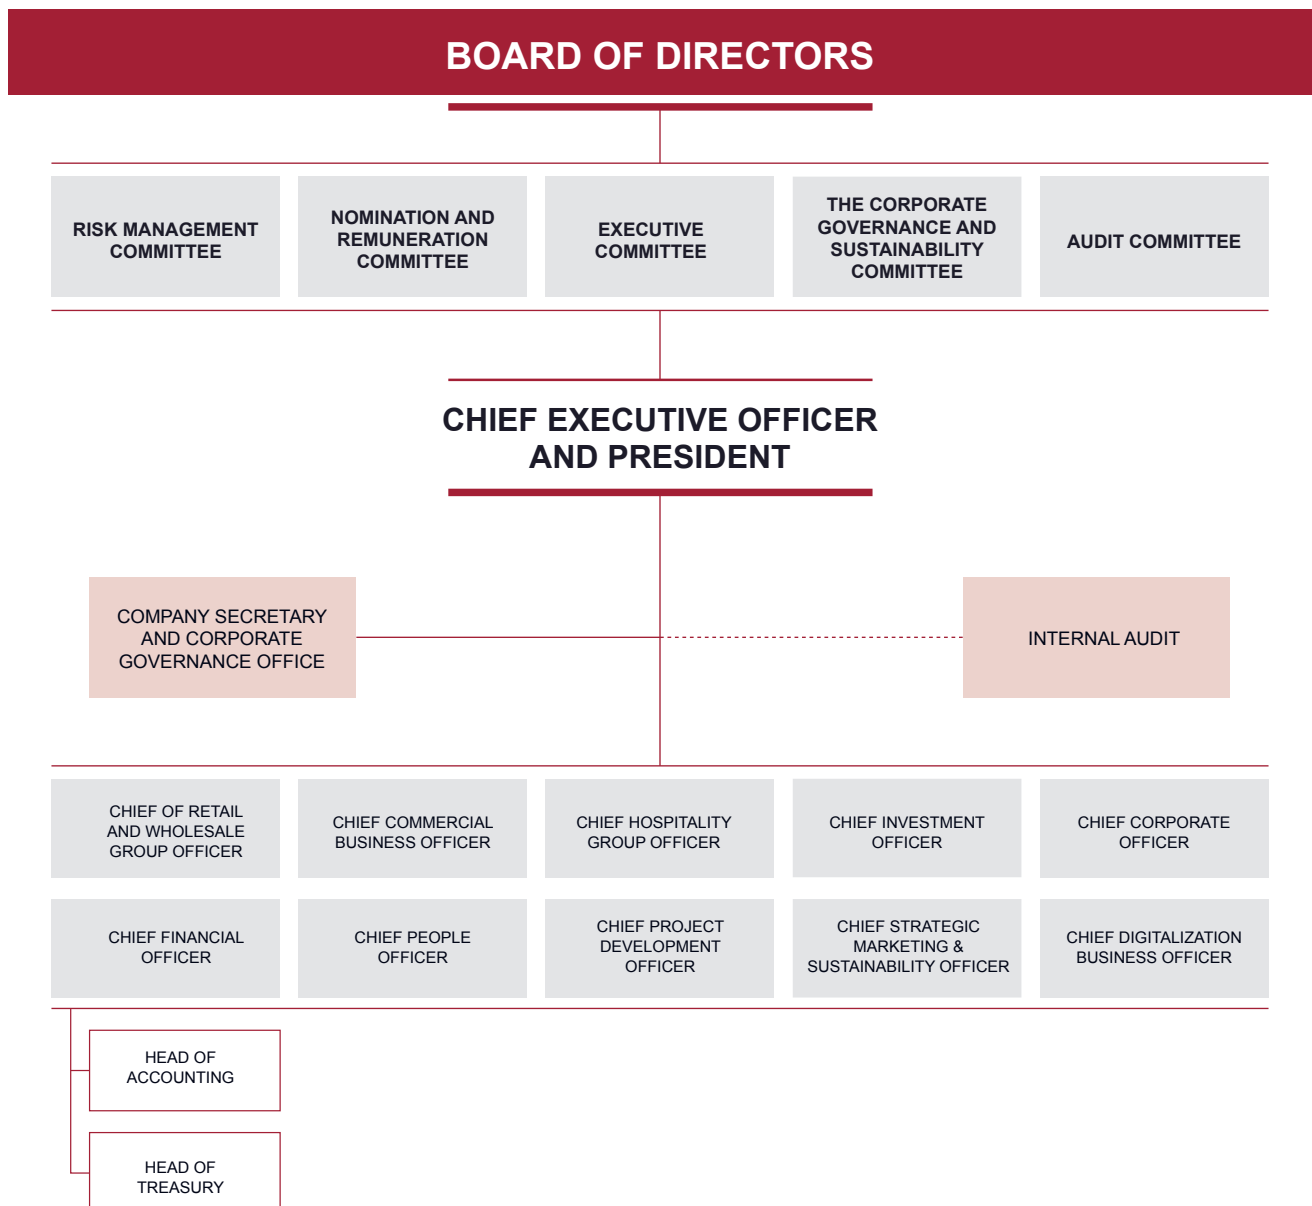 BOARD OF DIRECTORS
RISK MANAGEMENT
COMMITTEE
NOMINATION AND
REMUNERATION
COMMITTEE
EXECUTIVE
COMMITTEE
THE CORPORATE
GOVERNANCE AND
SUSTAINABILITY
COMMITTEE
AUDIT COMMITTEE
CHIEF EXECUTIVE OFFICER
AND PRESIDENT
COMPANY SECRETARY
AND CORPORATE
GOVERNANCE OFFICE
INTERNAL AUDIT
CHIEF OF RETAIL
AND WHOLESALE
GROUP OFFICER
CHIEF COMMERCIAL
BUSINESS OFFICER
CHIEF HOSPITALITY
GROUP OFFICER
CHIEF INVESTMENT
OFFICER
CHIEF CORPORATE
OFFICER
CHIEF FINANCIAL
OFFICER
CHIEF PEOPLE
OFFICER
CHIEF PROJECT
DEVELOPMENT
OFFICER
CHIEF STRATEGIC
MARKETING &
SUSTAINABILITY OFFICER
CHIEF DIGITALIZATION
BUSINESS OFFICER
HEAD OF
ACCOUNTING
HEAD OF
TREASURY